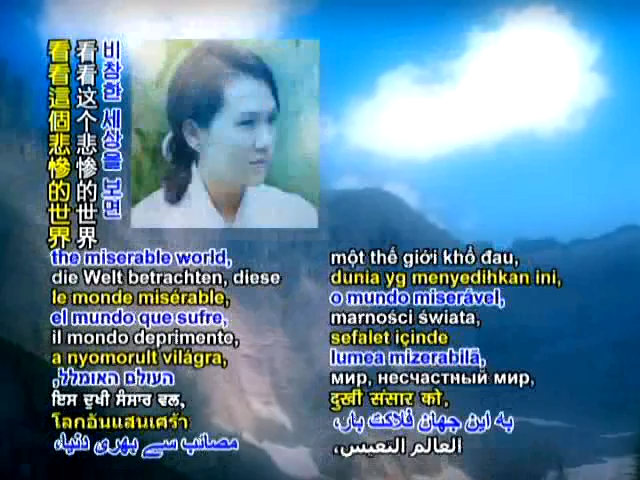 看看這個悲慘的世界
看看这个悲惨的世界
비참한 세상을 보면
the miserable world,
die Welt betrachten, diese
le monde misérable,
el mundo que sufre,
il mondo deprimente,
a nyomorult világra,
העולם האומלל,
ਇਸ ਦੁਖੀ ਸੰਸਾਰ ਵਲ,
โลกอันแสนเศร้า
مصائب سے بھری دنیا،
một thế giới khổ đau,
dunia yg menyedihkan ini,
o mundo miserável,
marności świata,
sefalet içinde
lumea mizerabilă,
мир, несчастный мир,
दुखी संसार को,
به این جهان فلاکت بار،
العالم التعيس،